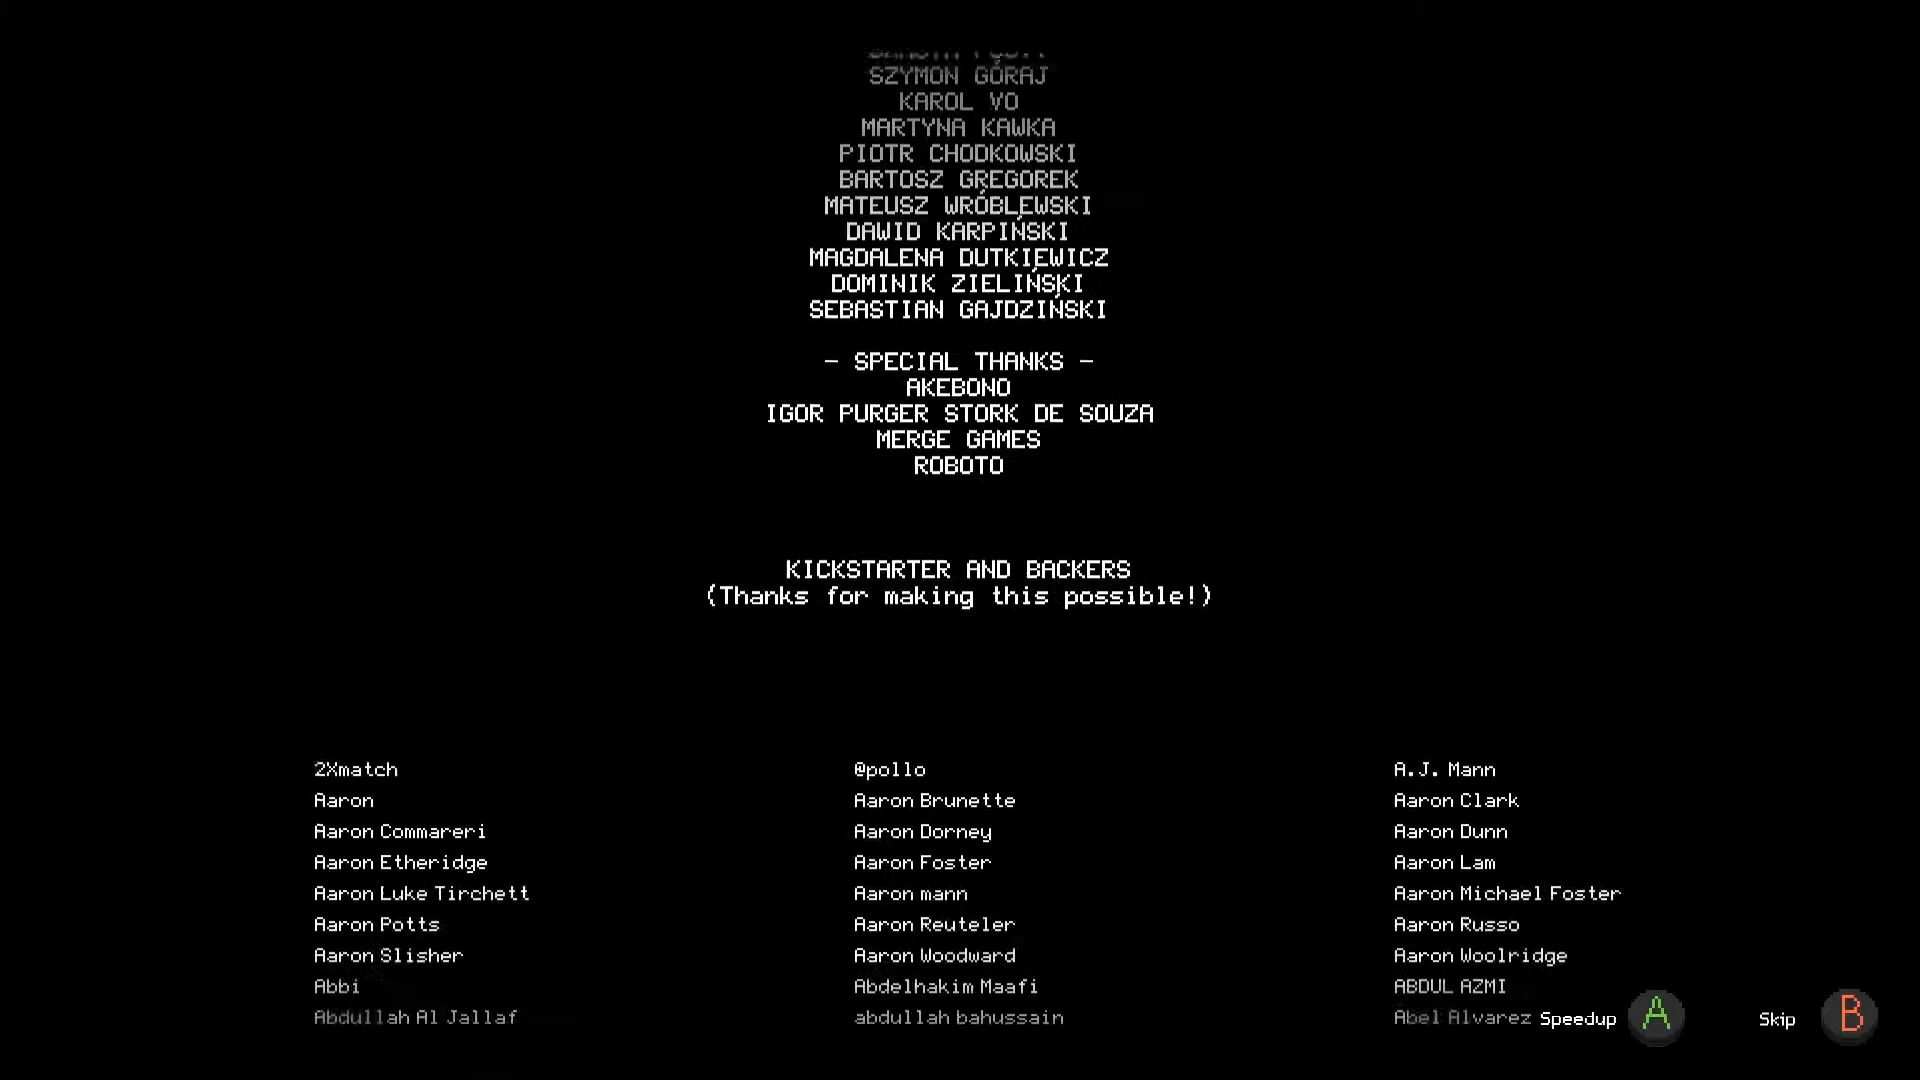 SZYMON GÓRAJ
KAROL VO
MARTYNA KAWKA
PIOTR CHODKOWSKI
BARTOSZ GREGOREK
MATEUSZ WRÓBLEWSKI
DAWID KARPIŃSKI
MAGDALENA DUTKIEWICZ
DOMINIK ZIELIŃSKI
SEBASTIAN GAJDZIŃSKI
- SPECIAL THANKS -
AKEBONO
IGOR PURGER STORK DE SOUZA
MERGE GAMES
ROBOTO
KICKSTARTER AND BACKERS
(Thanks for making this possible!)
2Xmatch @pollo A.J. Mann
Aaron Aaron Brunette Aaron Clark
Aaron Commareri Aaron Dorney Aaron Dunn
Aaron Etheridge Aaron Foster Aaron Lam
Aaron Luke Tirchett Aaron mann Aaron Michael Foster
Aaron Potts Aaron Reuteler Aaron Russo
Aaron Slisher Aaron Woodward Aaron Woolridge
Abbi Abdelhakim Maafi ABDUL AZMI
Abdullah Al Jallaf abdullah bahussain Abel Alvarez
Speedup A Skip B